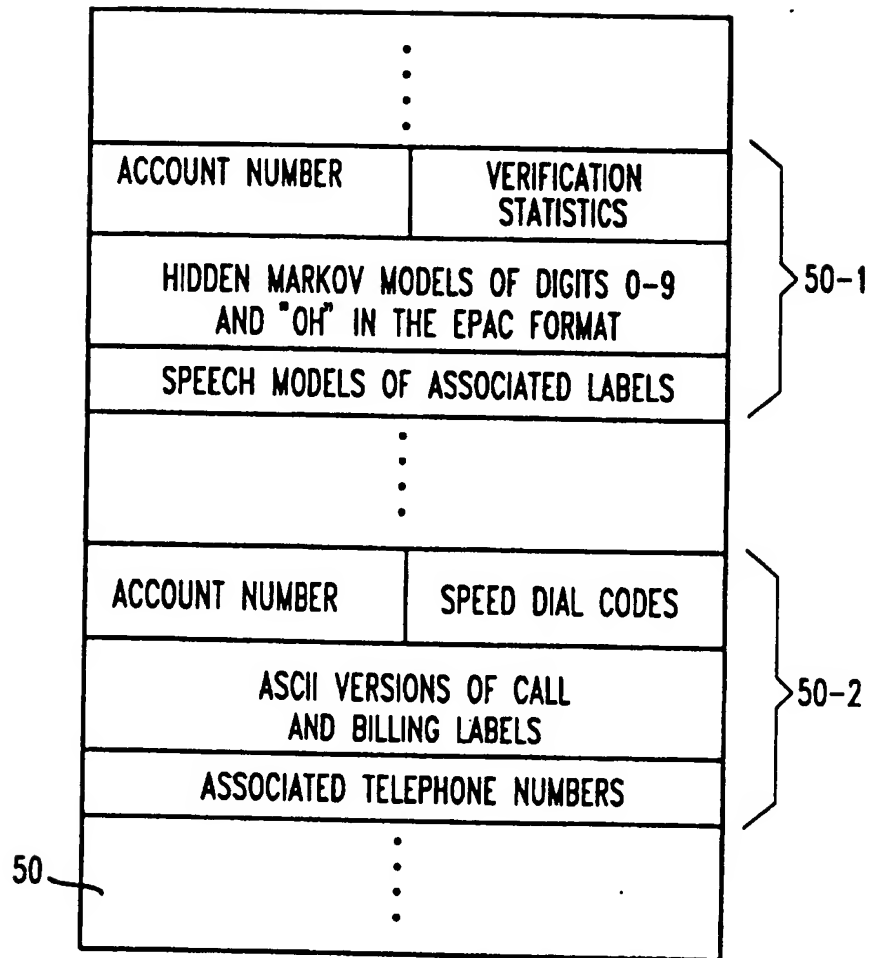 ACCOUNT NUMBER
VERIFICATION
STATISTICS
HIDDEN MARKOV MODELS OF DIGITS 0-9
AND "OH" IN THE EPAC FORMAT
SPEECH MODELS OF ASSOCIATED LABELS
50-1
ACCOUNT NUMBER
SPEED DIAL CODES
ASCII VERSIONS OF CALL
AND BILLING LABELS
ASSOCIATED TELEPHONE NUMBERS
50-2
50